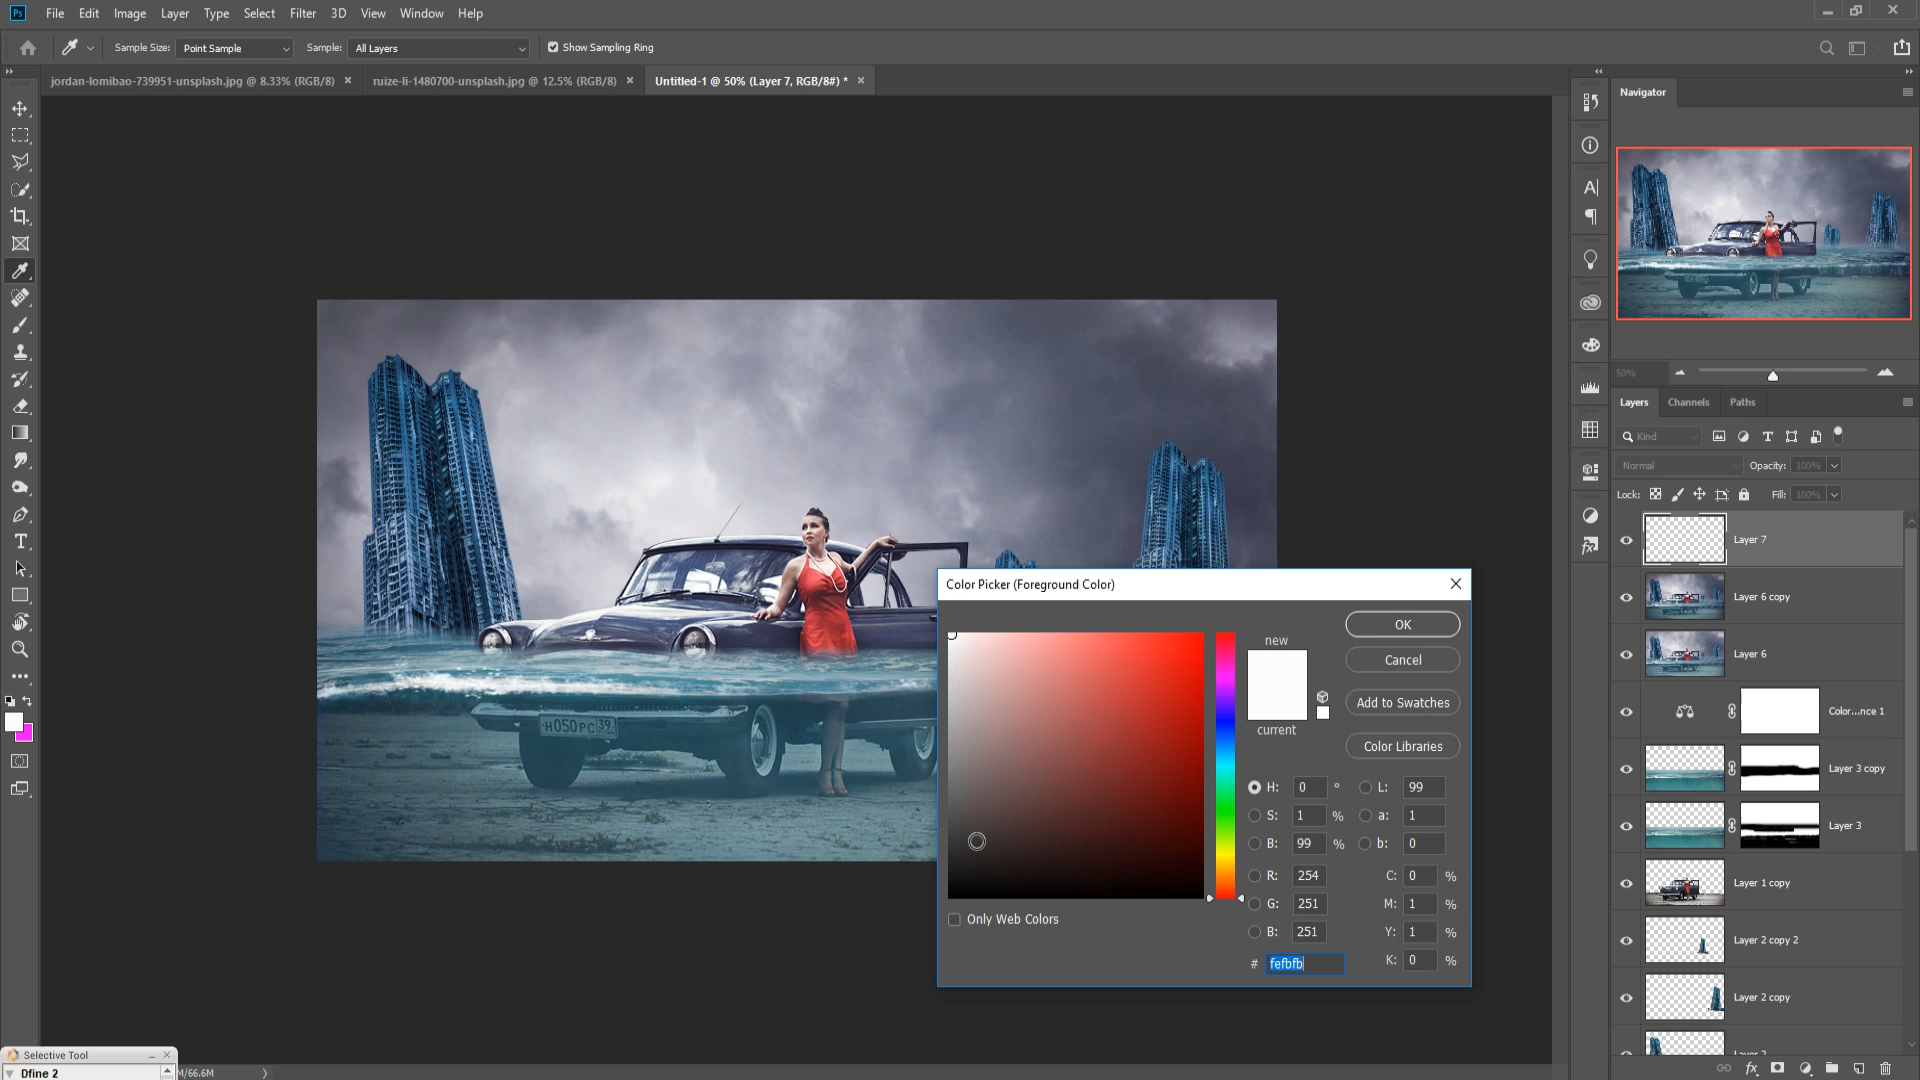 Ps File Edit Image Layer Type Select Filter 3D View Window Help
Sample Size: Point Sample Sample: All Layers Show Sampling Ring
jordan-lomibao-739951-unsplash.jpg @ 8.33% (RGB/8) × ruize-li-1480700-unsplash.jpg @ 12.5% (RGB/8) × Untitled-1 @ 50% (Layer 7, RGB/8#) * ×
Navigator
50%
Layers Channels Paths
Kind
Normal Opacity: 100%
Lock: Fill: 100%
Layer 7
Layer 6 copy
Layer 6
Color...nce 1
Layer 3 copy
Layer 3
Layer 1 copy
Layer 2 copy 2
Layer 2 copy
Layer 2
H050PC 39
Color Picker (Foreground Color)
new
current
OK
Cancel
Add to Swatches
Color Libraries
H: 0 ° L: 99
S: 1 % a: 1
B: 99 % b: 0
R: 254 C: 0 %
G: 251 M: 1 %
B: 251 Y: 1 %
# fefbfb K: 0 %
Only Web Colors
Selective Tool
Dfine 2
M/66.6M